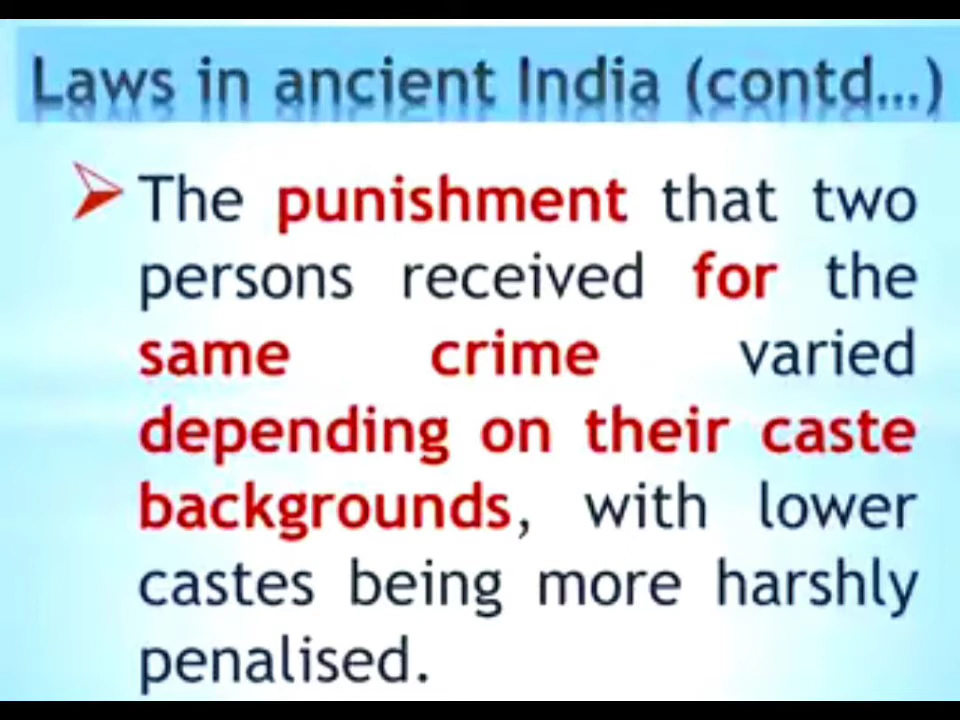 Laws in ancient India (contd...)
The punishment that two
persons received for the
same crime varied
depending on their caste
backgrounds, with lower
castes being more harshly
penalised.